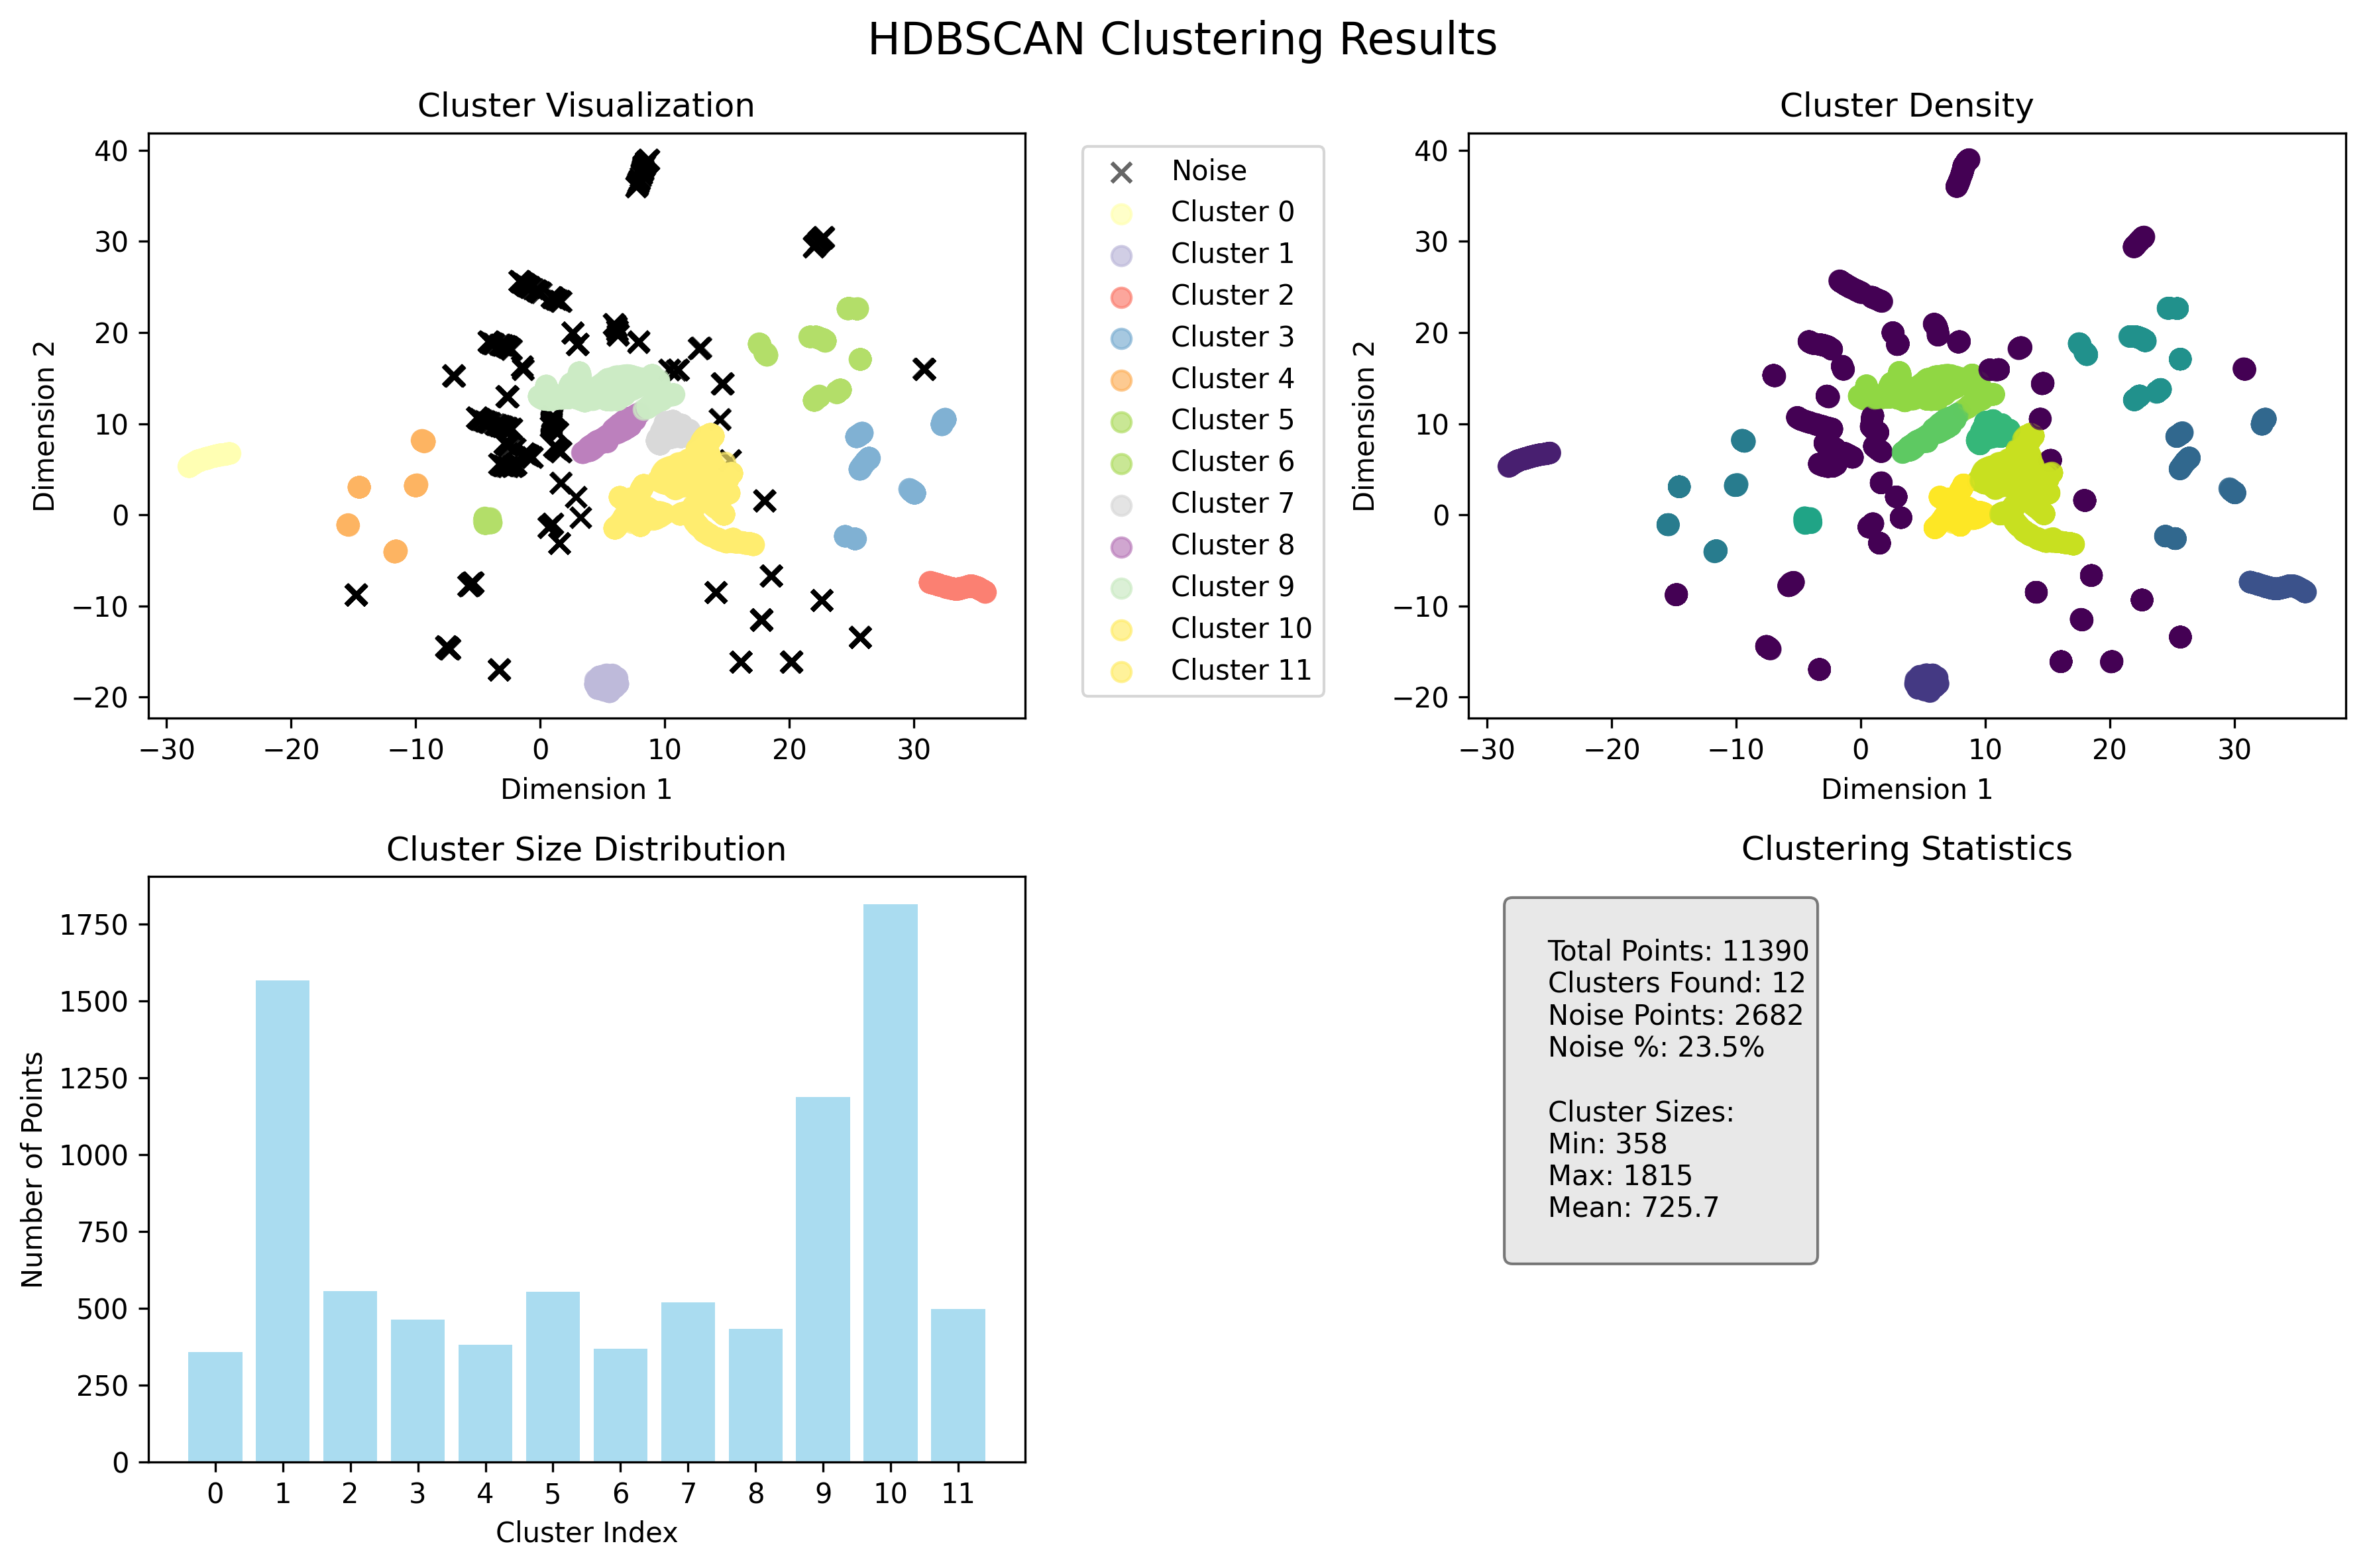 HDBSCAN Clustering Results
Cluster Visualization
40
30
20
10
0
−10
−20
−30
−20
−10
0
10
20
30
Dimension 1
Dimension 2
Noise
Cluster 0
Cluster 1
Cluster 2
Cluster 3
Cluster 4
Cluster 5
Cluster 6
Cluster 7
Cluster 8
Cluster 9
Cluster 10
Cluster 11
Cluster Density
40
30
20
10
0
−10
−20
−30
−20
−10
0
10
20
30
Dimension 1
Dimension 2
Cluster Size Distribution
1750
1500
1250
1000
750
500
250
0
0
1
2
3
4
5
6
7
8
9
10
11
Cluster Index
Number of Points
Clustering Statistics
Total Points: 11390
Clusters Found: 12
Noise Points: 2682
Noise %: 23.5%
Cluster Sizes:
Min: 358
Max: 1815
Mean: 725.7